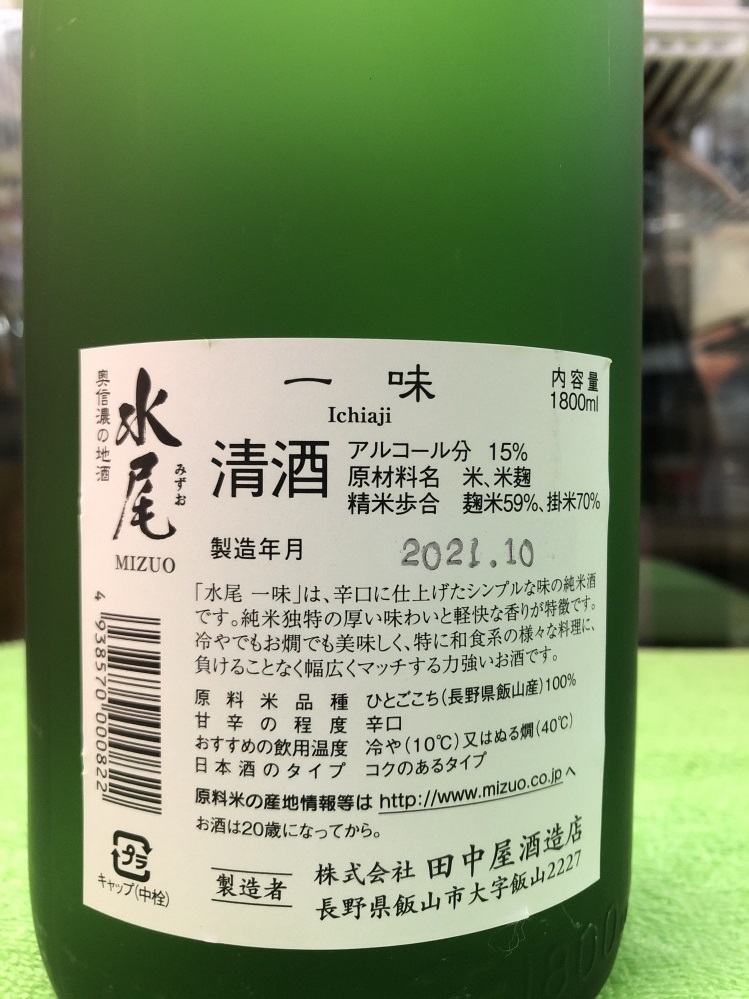 奥信濃の地酒
水尾
みずお
MIZUO
一味
Ichiaji
内容量
1800ml
清酒
アルコール分 15%
原材料名 米、米麹
精米歩合 麹米59%、掛米70%
製造年月 2021.10
「水尾 一味」は、辛口に仕上げたシンプルな味の純米酒
です。純米独特の厚い味わいと軽快な香りが特徴です。
冷やでもお燗でも美味しく、特に和食系の様々な料理に、
負けることなく幅広くマッチする力強いお酒です。
原料米品種 ひとごこち(長野県飯山産)100%
甘辛の程度 辛口
おすすめの飲用温度 冷や(10℃)又はぬる燗(40℃)
日本酒のタイプ コクのあるタイプ
原料米の産地情報等は http://www.mizuo.co.jp へ
お酒は20歳になってから。
製造者
株式会社 田中屋酒造店
長野県飯山市大字飯山2227
4 938570 000822
プラ
キャップ(中栓)
1800